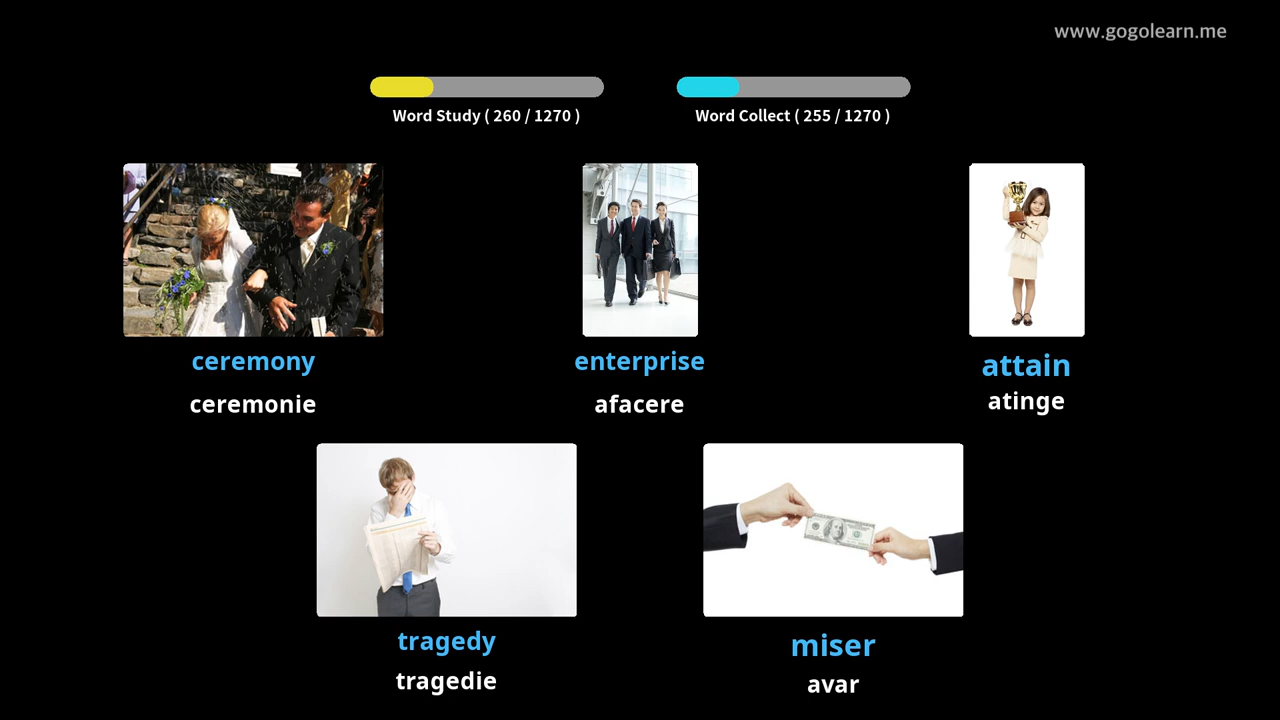 www.gogolearn.me
Word Study ( 260 / 1270 )
Word Collect ( 255 / 1270 )
ceremony
ceremonie
enterprise
afacere
attain
atinge
tragedy
tragedie
miser
avar